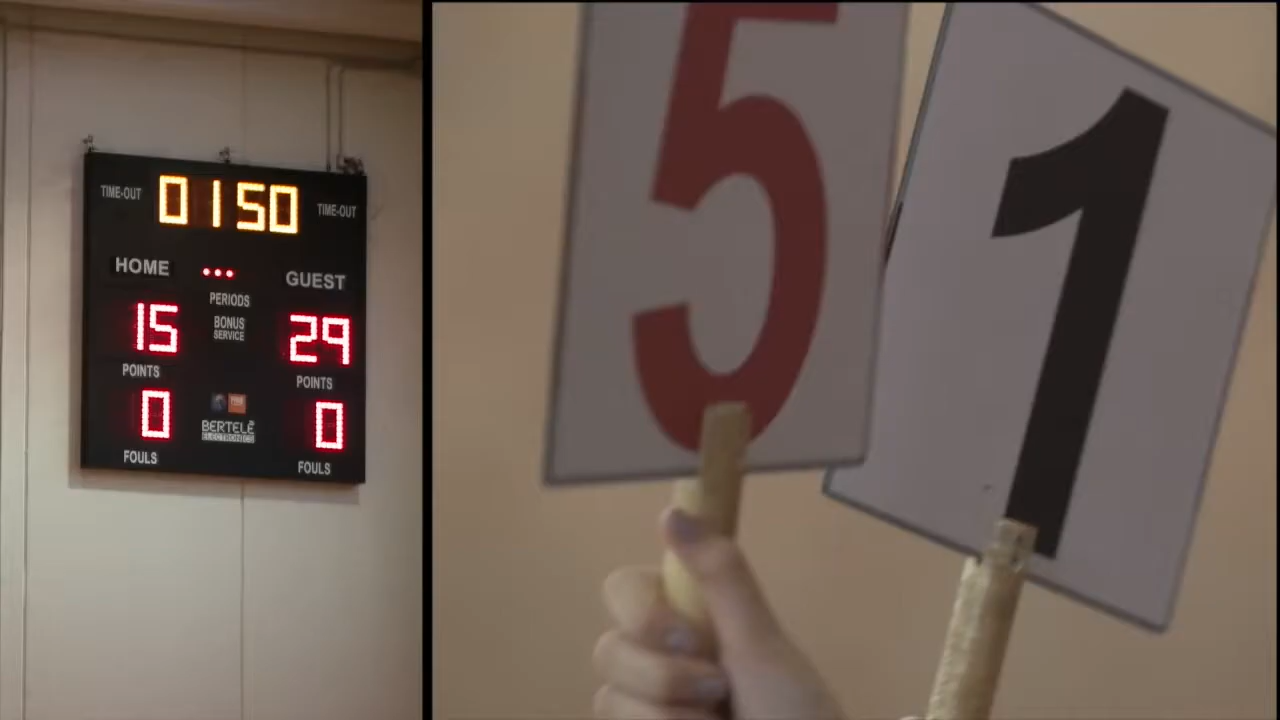 TIME-OUT 0150 TIME-OUT
HOME GUEST
PERIODS
15 BONUS 29
SERVICE
POINTS POINTS
0 BERTELÈ 0
ELECTRONICS
FOULS FOULS
5 1